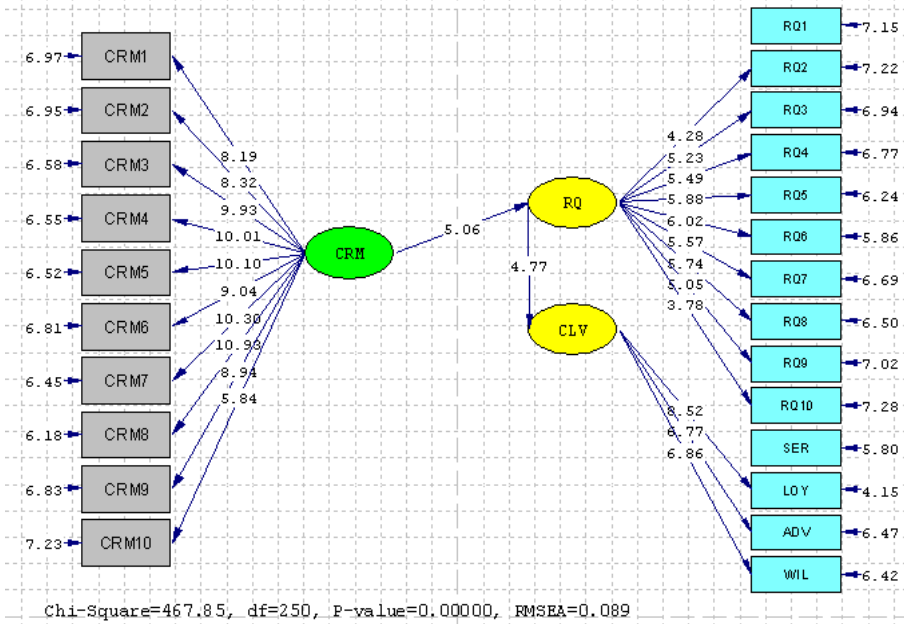 RQ1
7.15
6.97
CRM1
RQ2
7.22
6.95
CRM2
RQ3
6.94
4.28
6.58
CRM3
8.19
5.23
RQ4
6.77
8.32
5.49
RQ5
6.24
9.93
5.88
RQ
6.55
CRM4
10.01
5.06
6.02
RQ6
5.86
CRM
5.57
6.52
CRM5
10.10
4.77
5.74
RQ7
6.69
9.04
5.05
6.81
CRM6
10.30
3.78
RQ8
6.50
CLV
10.93
RQ9
7.02
6.45
CRM7
8.94
5.84
RQ10
7.28
8.52
6.18
CRM8
6.77
SER
5.80
6.86
6.83
CRM9
LOY
4.15
7.23
CRM10
ADV
6.47
WIL
6.42
Chi-Square=467.85, df=250, P-value=0.00000, RMSEA=0.089